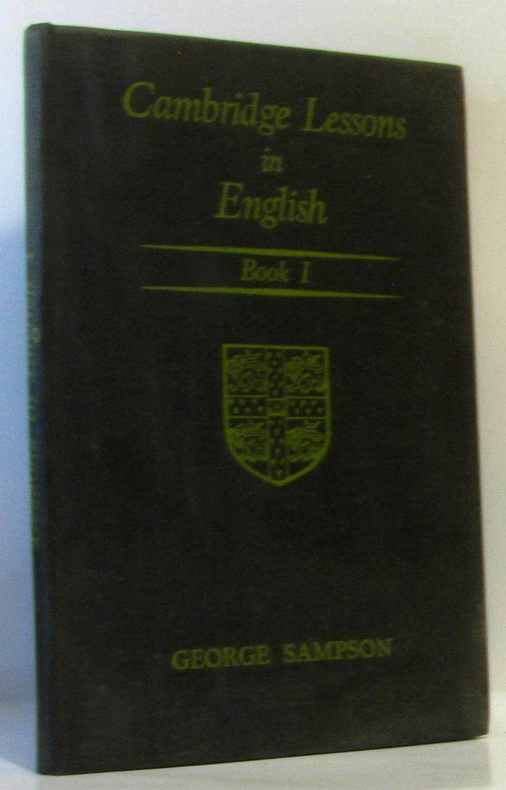 Cambridge Lessons
in
English
Book I
GEORGE SAMPSON